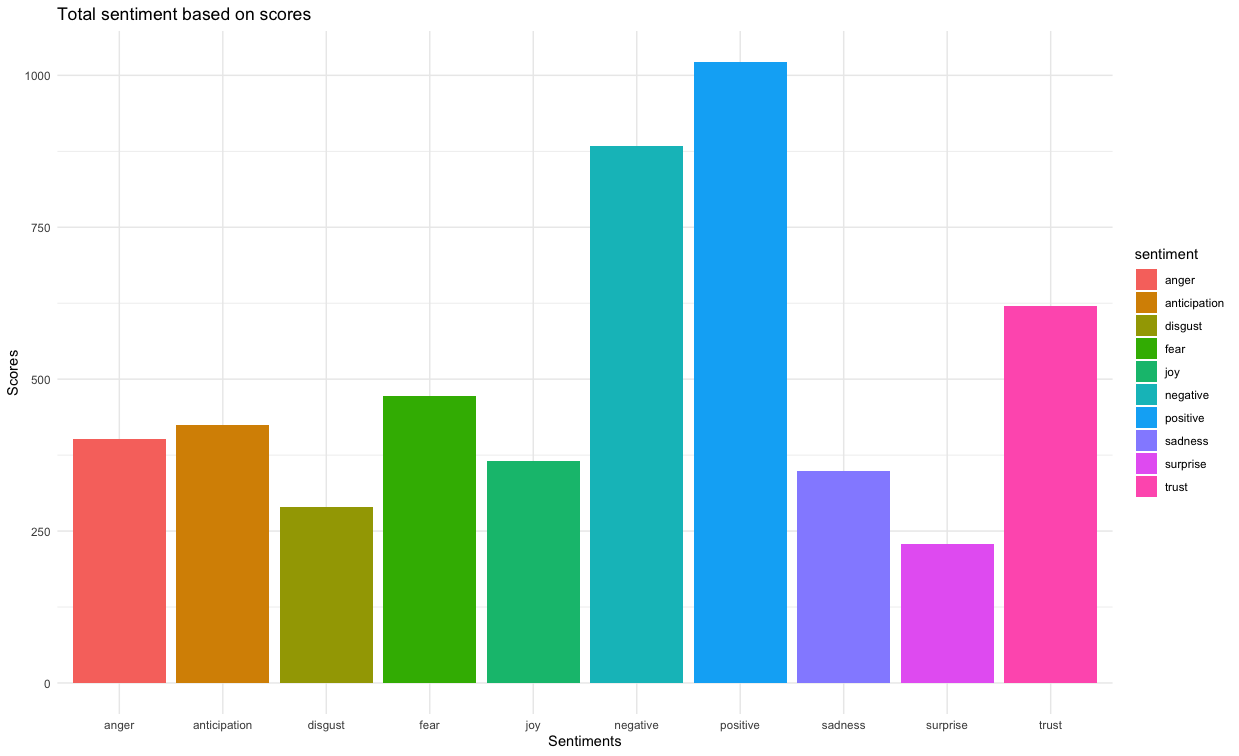 Total sentiment based on scores
1000
750
500
250
0
Scores
anger anticipation disgust fear joy negative positive sadness surprise trust
Sentiments
sentiment
anger
anticipation
disgust
fear
joy
negative
positive
sadness
surprise
trust